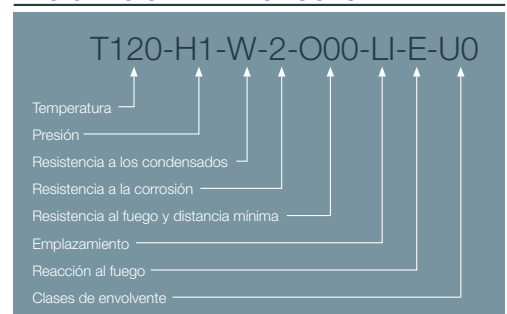 T120-H1-W-2-O00-LI-E-U0
Temperatura
Presión
Resistencia a los condensados
Resistencia a la corrosión
Resistencia al fuego y distancia mínima
Emplazamiento
Reacción al fuego
Clases de envolvente